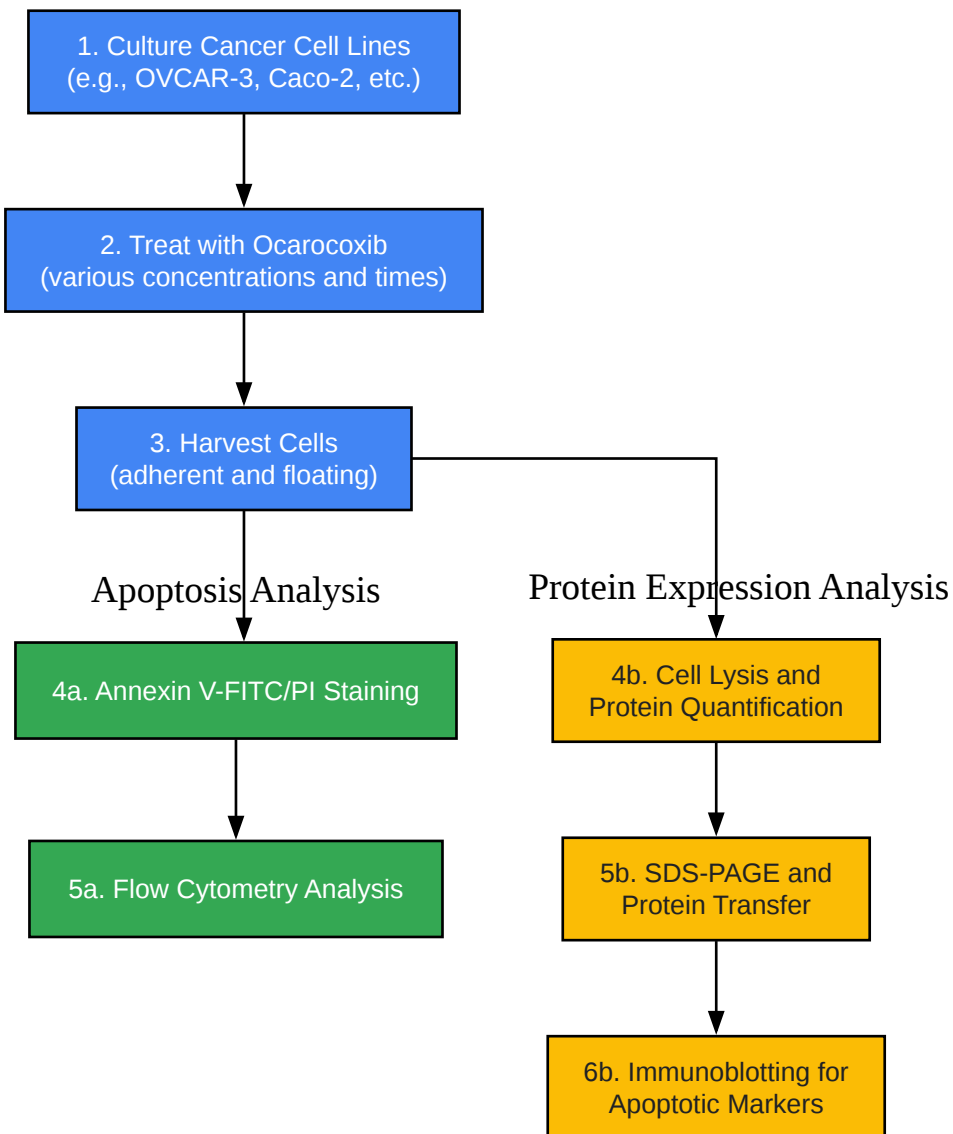 1. Culture Cancer Cell Lines
(e.g., OVCAR-3, Caco-2, etc.)
2. Treat with Ocarocoxib
(various concentrations and times)
3. Harvest Cells
(adherent and floating)
Apoptosis Analysis
Protein Expression Analysis
4a. Annexin V-FITC/PI Staining
4b. Cell Lysis and
Protein Quantification
5a. Flow Cytometry Analysis
5b. SDS-PAGE and
Protein Transfer
6b. Immunoblotting for
Apoptotic Markers